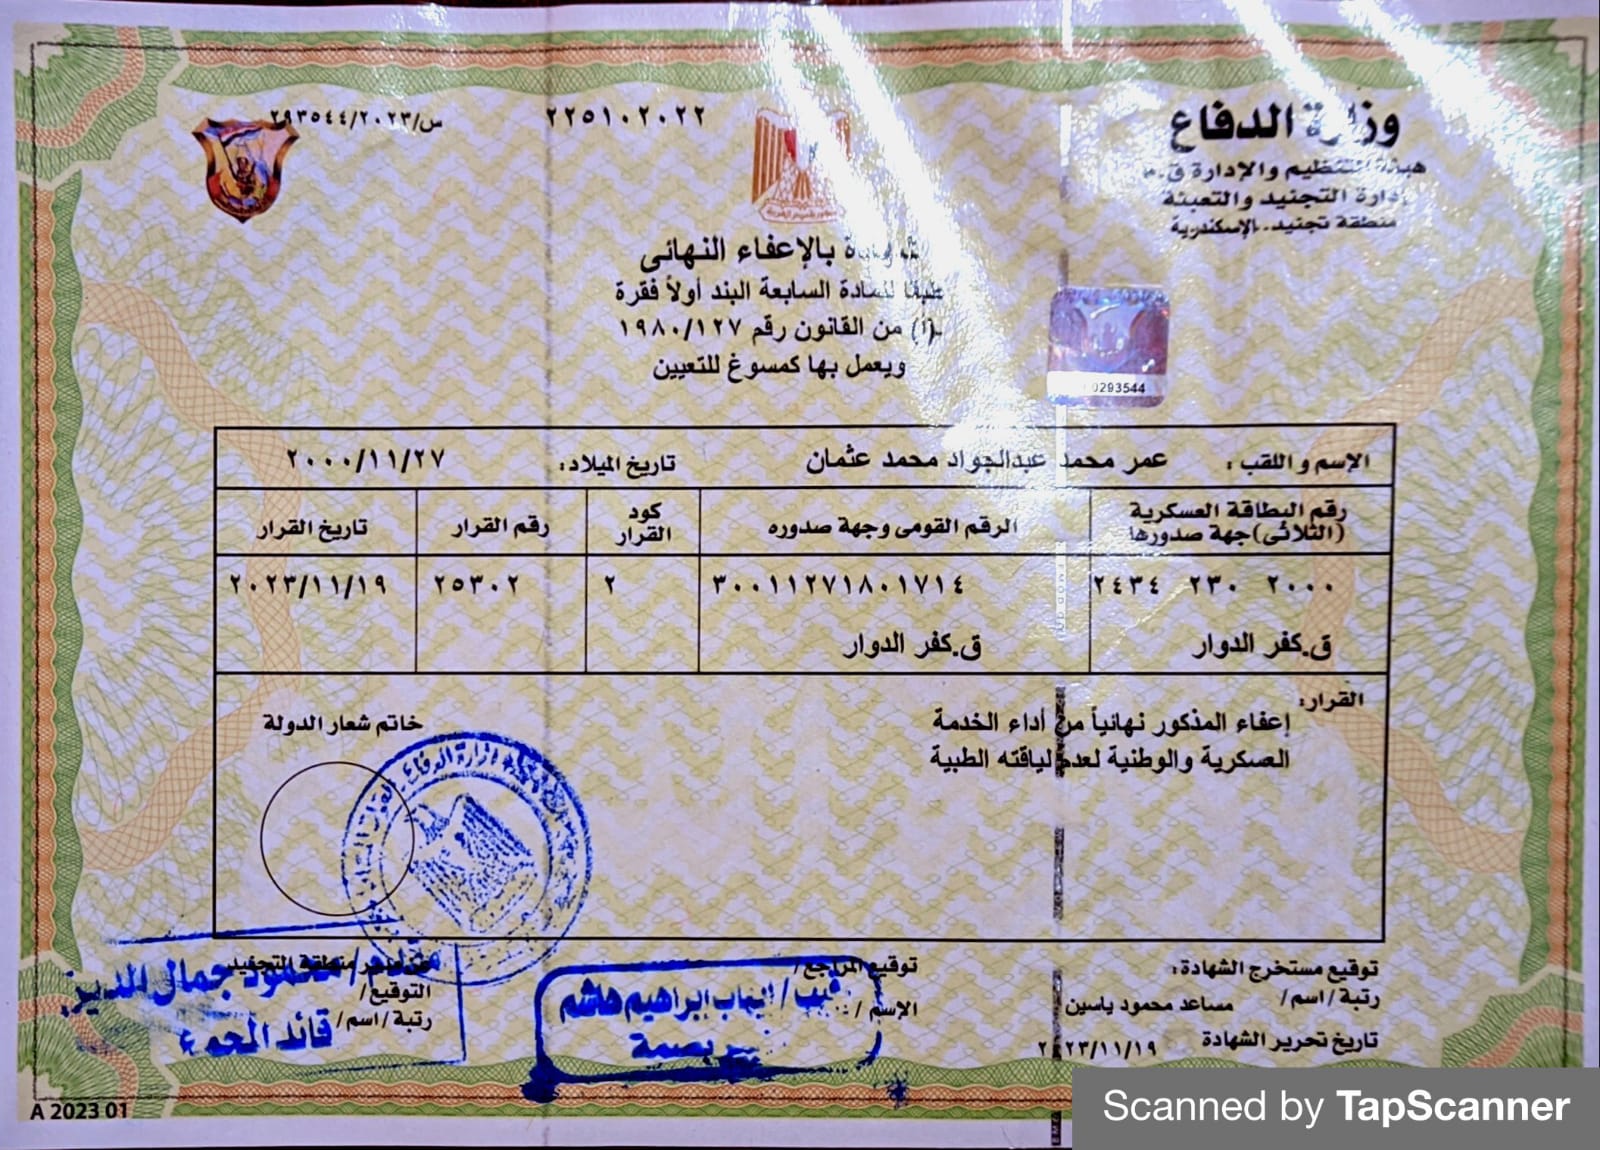 وزارة الدفاع
هيئة التنظيم والإدارة ق.م
إدارة التجنيد والتعبئة
منطقة تجنيد..الإسكندرية
٢٢٥١٠٢٠٢٢
س/٢٠٢٣/٢٩٣٥٤٤
شهادة بالإعفاء النهائى
طبقا للمادة السابعة البند أولاً فقرة
(أ) من القانون رقم ١٩٨٠/١٢٧
ويعمل بها كمسوغ للتعيين
0293544
الإسم و اللقب : عمر محمد عبدالجواد محمد عثمان تاريخ الميلاد: ٢٠٠٠/١١/٢٧
رقم البطاقة العسكرية (الثلاثى) جهة صدورها
الرقم القومى وجهة صدوره
كود القرار
رقم القرار
تاريخ القرار
٢٠٠٠ ٢٣٠ ٢٤٣٤ ٣٠٠١١٢٧١٨٠١٧١٤ ٢ ٢٥٣٠٢ ٢٠٢٣/١١/١٩
ق.كفر الدوار ق.كفر الدوار
القرار:
إعفاء المذكور نهائياً من أداء الخدمة
العسكرية والوطنية لعدم لياقته الطبية
خاتم شعار الدولة
وزارة الدفاع
توقيع مستخرج الشهادة:
رتبة / اسم/ مساعد محمود ياسين
تاريخ تحرير الشهادة ٢٠٢٣/١١/١٩
توقيع المراجع/
الإسم /:
نقيب / إيهاب إبراهيم هاشم
مدير منطقة التجنيد
التوقيع/
رتبة / اسم/
محمود جمال الدين
قائد المجمع
A 2023 01
Scanned by TapScanner